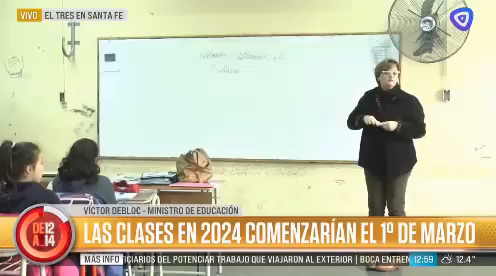 VIVO EL TRES EN SANTA FE
VÍCTOR DEBLOC - MINISTRO DE EDUCACIÓN
DE 12
A 14
LAS CLASES EN 2024 COMENZARÍAN EL 1º DE MARZO
MÁS INFO CIARIOS DEL POTENCIAR TRABAJO QUE VIAJARON AL EXTERIOR | BOCA ENTREN 12:59 12.4°